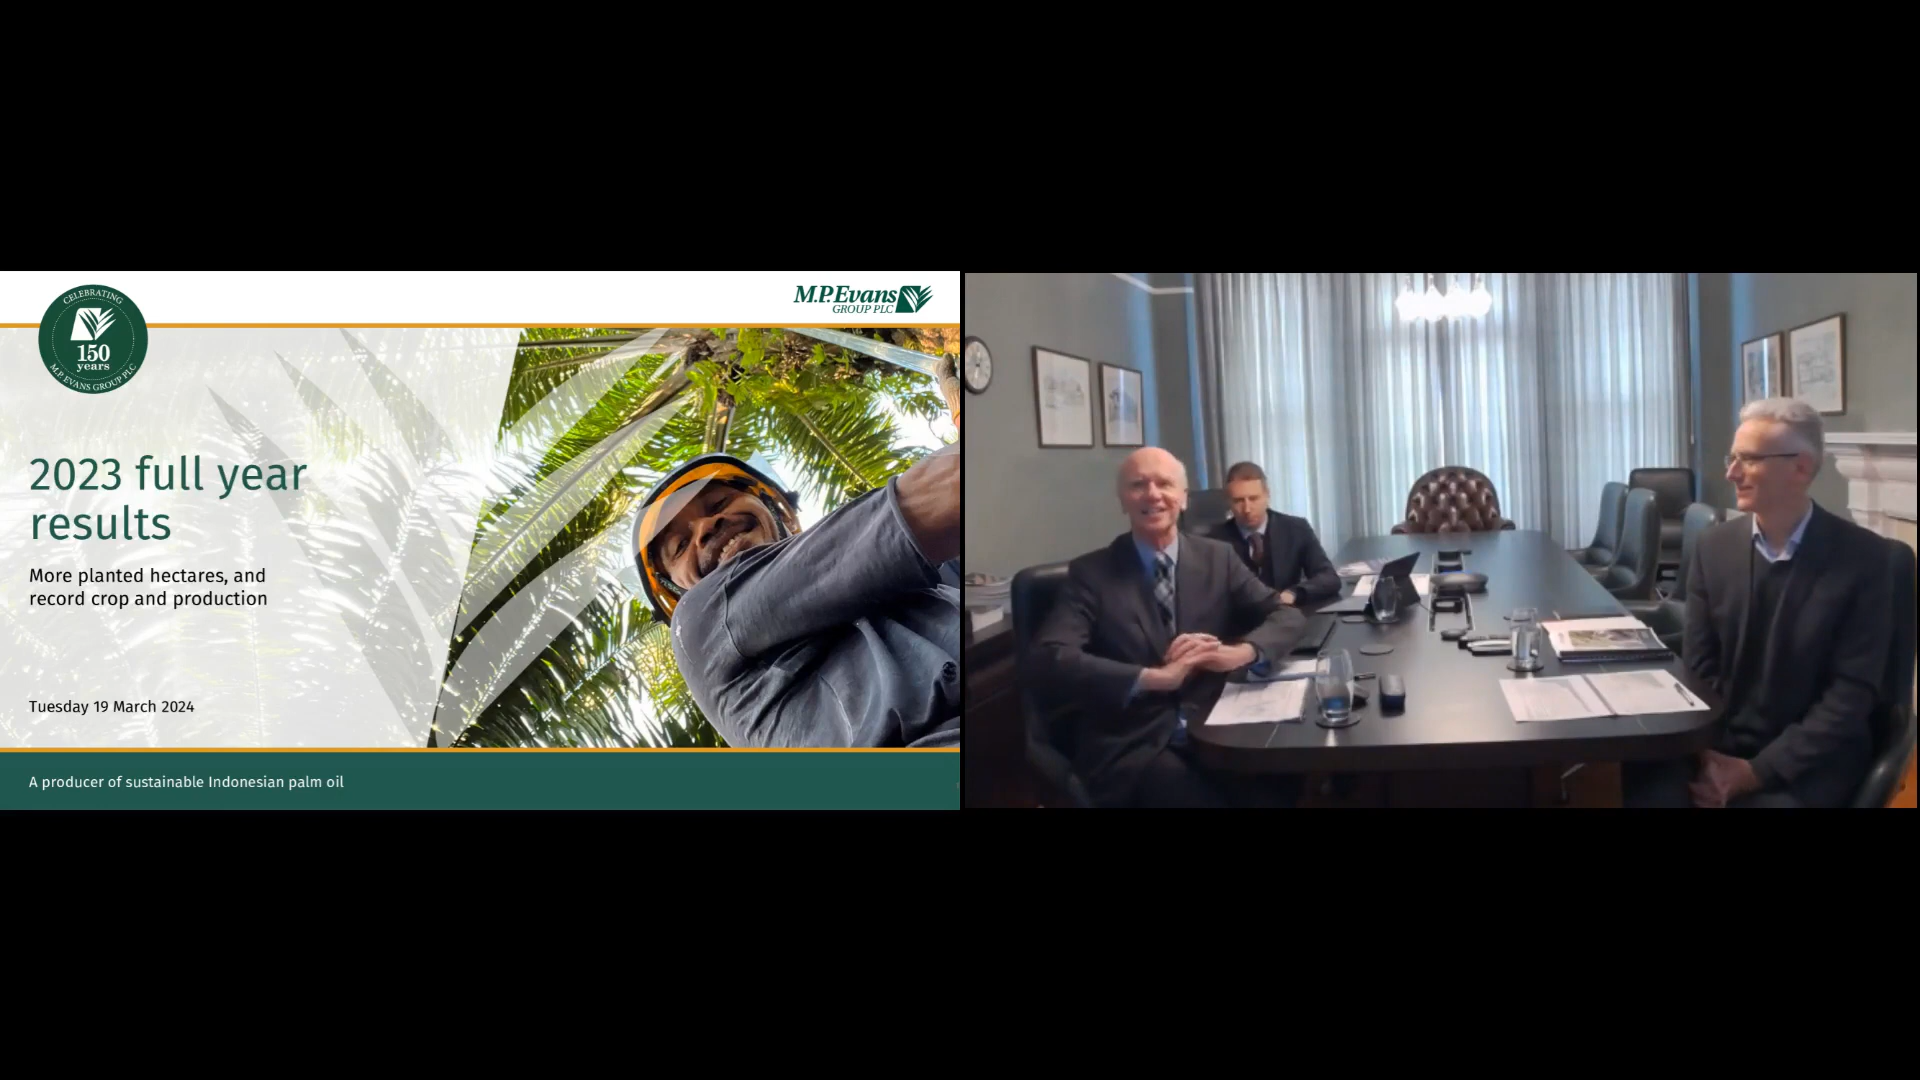 CELEBRATING
150
years
M.P. EVANS GROUP PLC
M.P.Evans
GROUP PLC
2023 full year
results
More planted hectares, and
record crop and production
Tuesday 19 March 2024
A producer of sustainable Indonesian palm oil